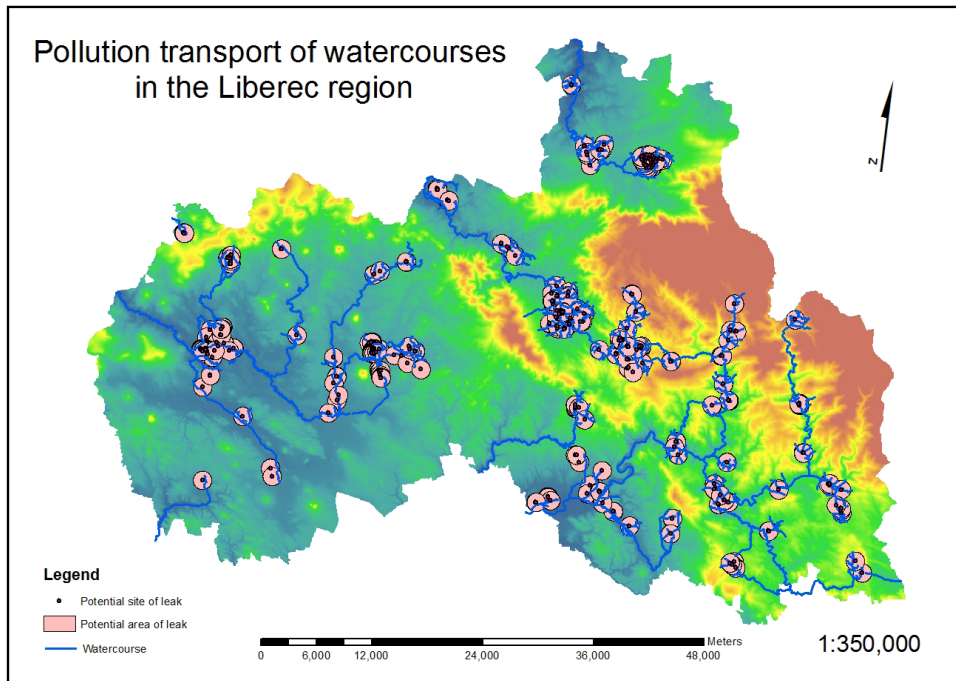 Pollution transport of watercourses
in the Liberec region
N
Legend
Potential site of leak
Potential area of leak
Watercourse
Meters
0 6,000 12,000 24,000 36,000 48,000
1:350,000